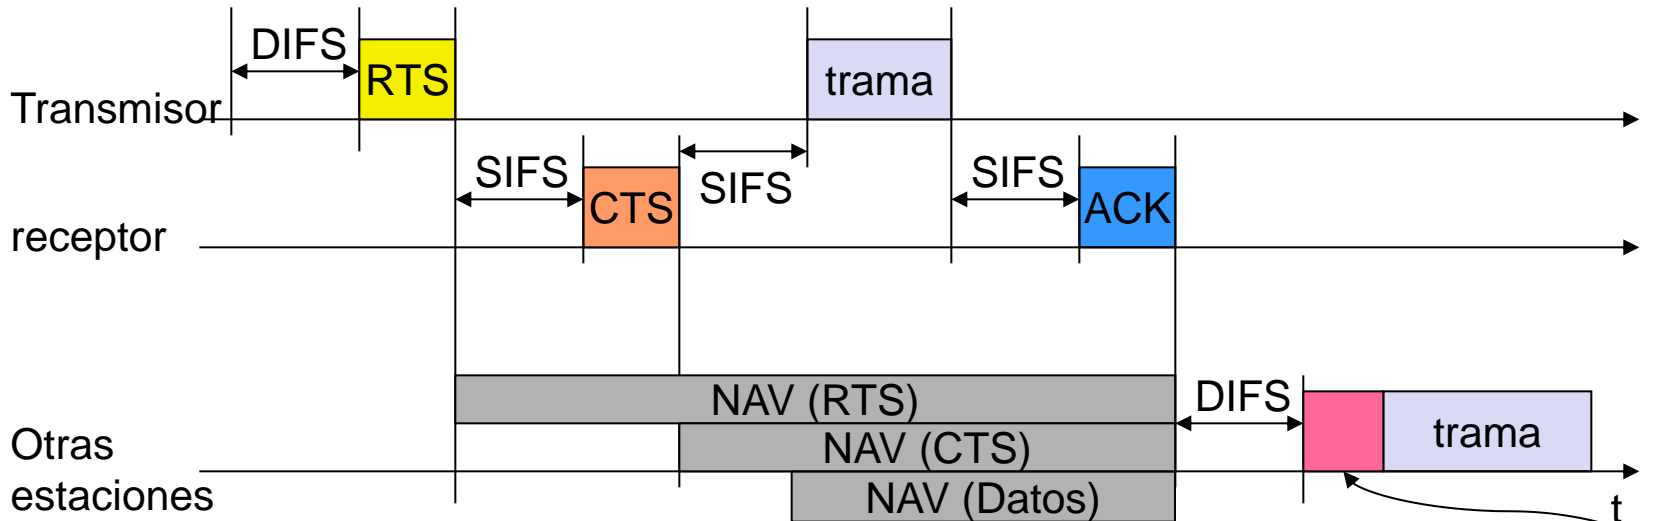 DIFS
RTS
trama
Transmisor
SIFS
CTS
SIFS
SIFS
ACK
receptor
NAV (RTS)
DIFS
NAV (CTS)
trama
Otras
estaciones
NAV (Datos)
t